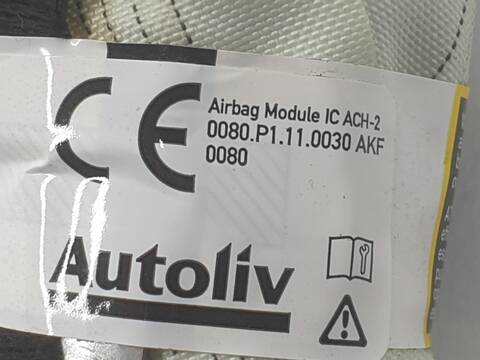 CE
Airbag Module IC ACH-2
0080.P1.11.0030 AKF
0080
Autoliv